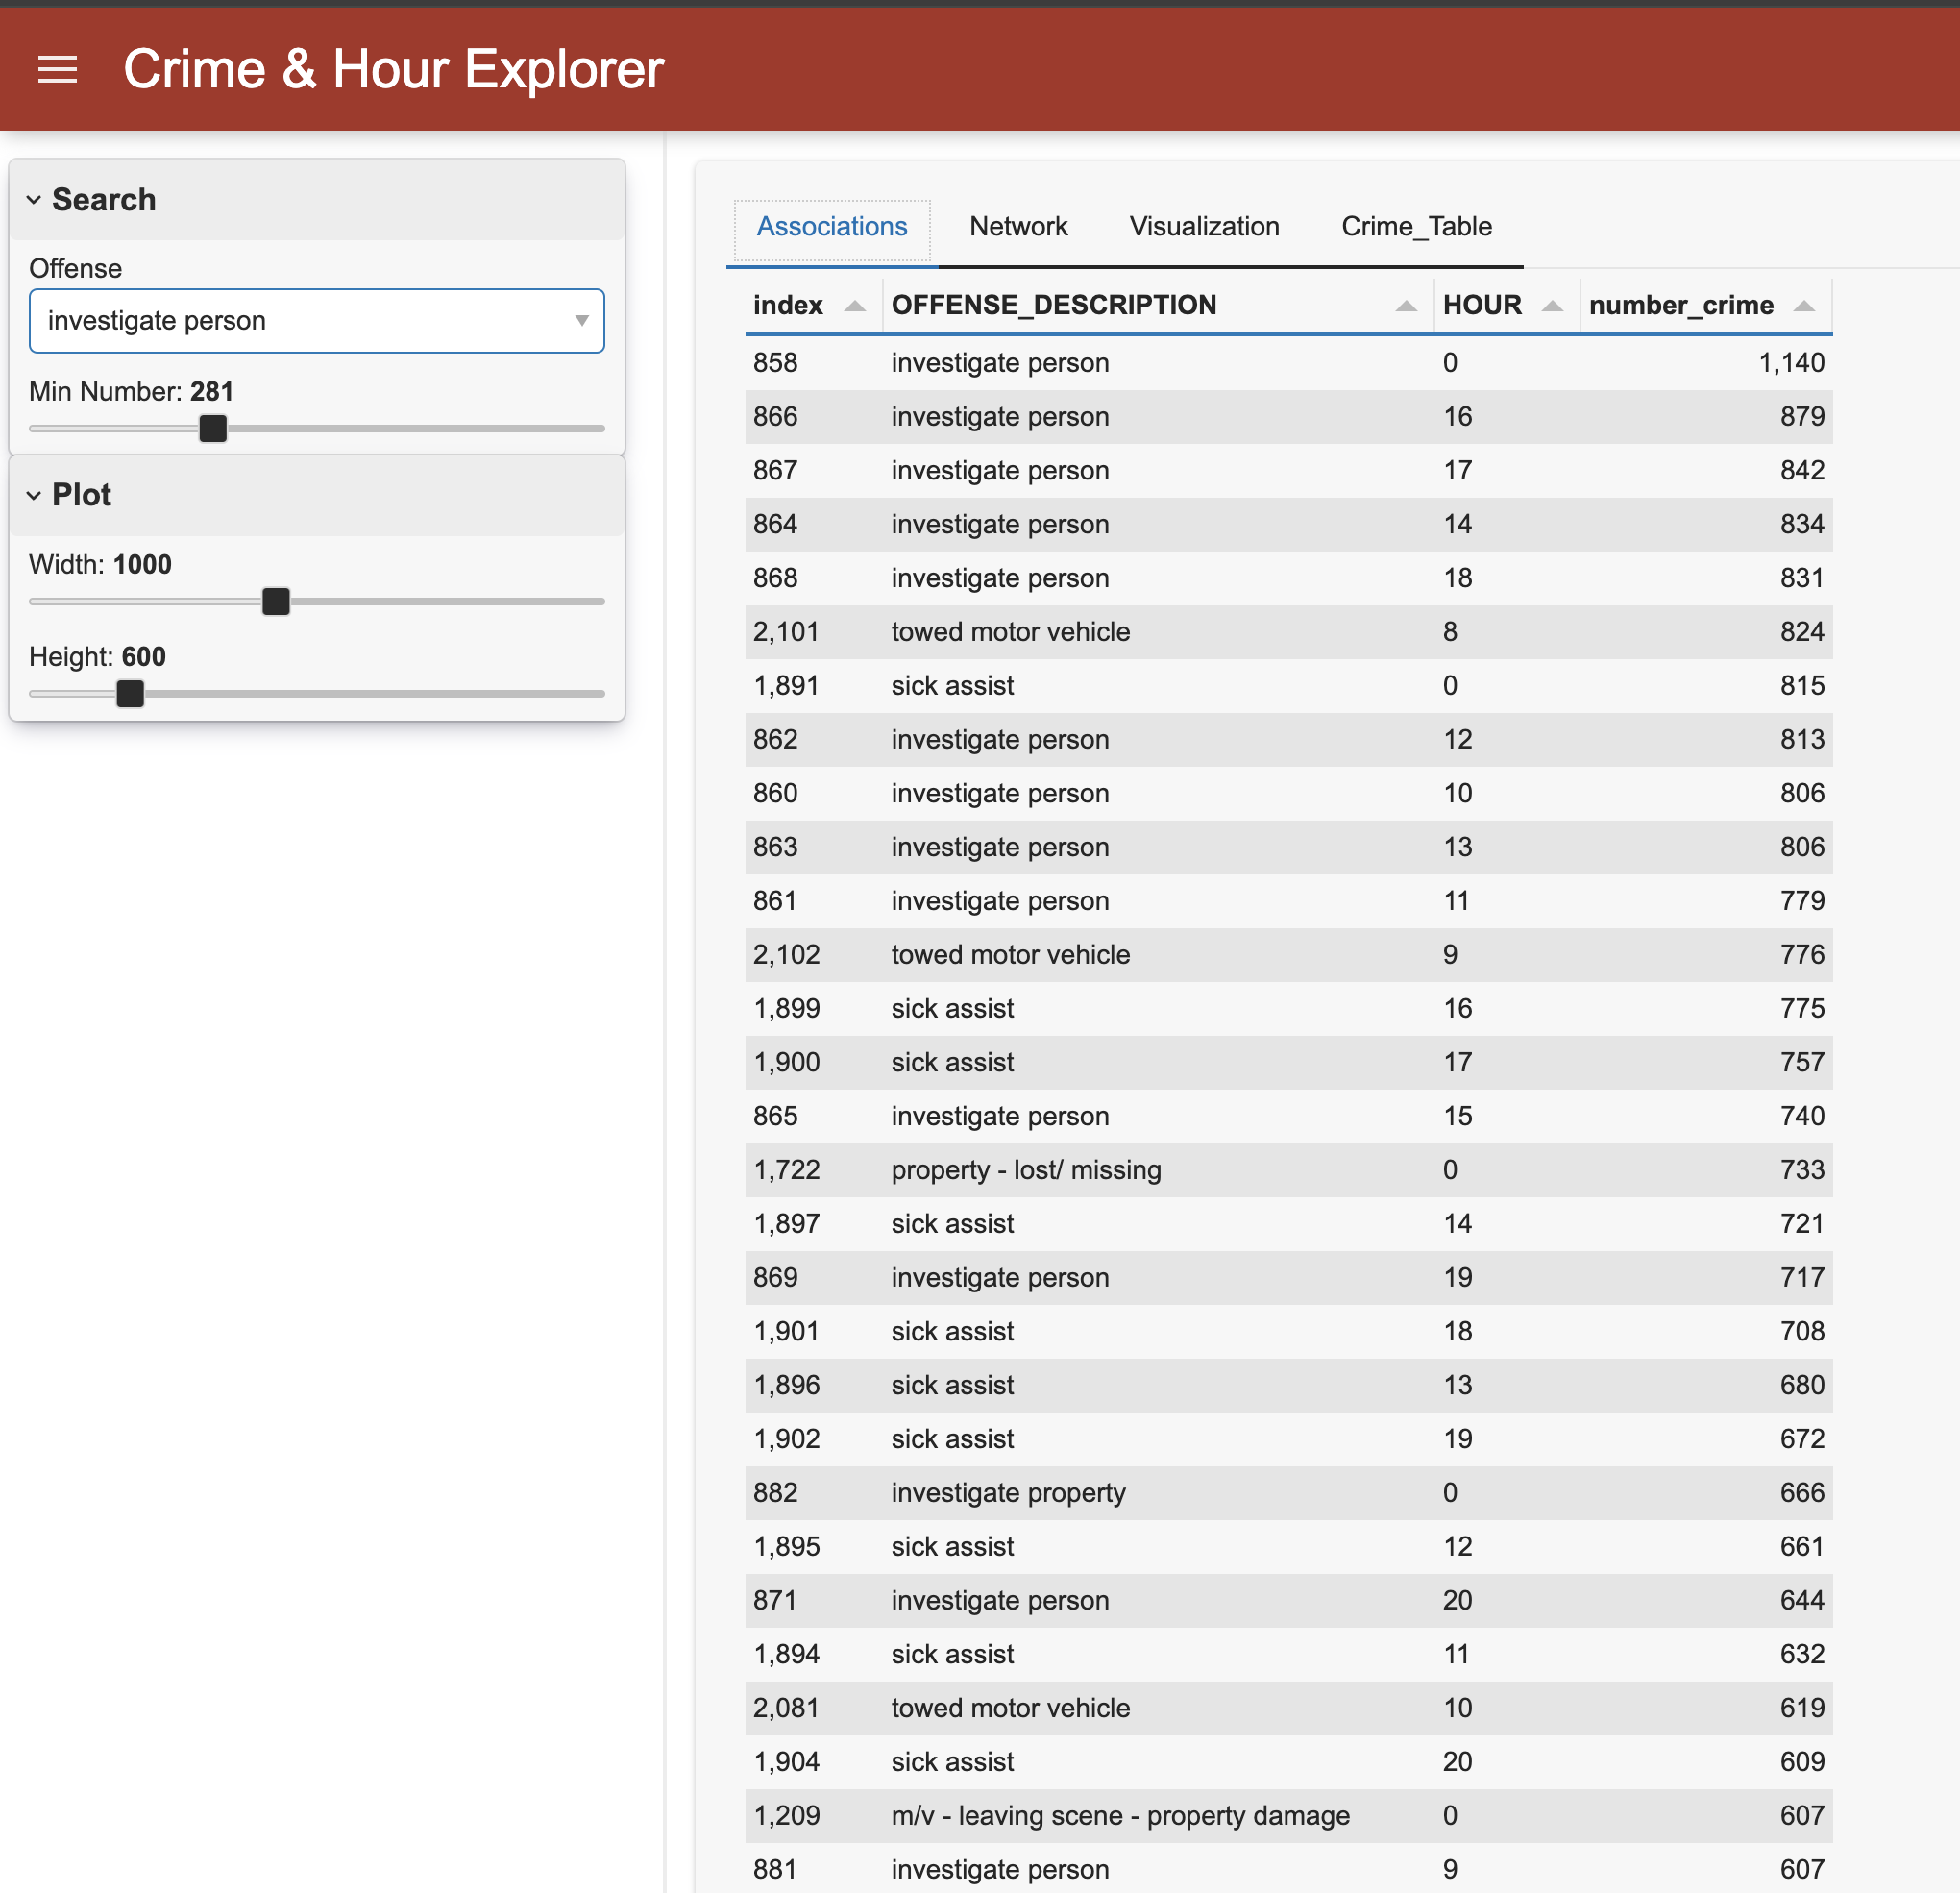 Crime & Hour Explorer
Search
Offense
investigate person
Min Number: 281
Plot
Width: 1000
Height: 600
Associations Network Visualization Crime_Table
index OFFENSE_DESCRIPTION HOUR number_crime
858 investigate person 0 1,140
866 investigate person 16 879
867 investigate person 17 842
864 investigate person 14 834
868 investigate person 18 831
2,101 towed motor vehicle 8 824
1,891 sick assist 0 815
862 investigate person 12 813
860 investigate person 10 806
863 investigate person 13 806
861 investigate person 11 779
2,102 towed motor vehicle 9 776
1,899 sick assist 16 775
1,900 sick assist 17 757
865 investigate person 15 740
1,722 property - lost/ missing 0 733
1,897 sick assist 14 721
869 investigate person 19 717
1,901 sick assist 18 708
1,896 sick assist 13 680
1,902 sick assist 19 672
882 investigate property 0 666
1,895 sick assist 12 661
871 investigate person 20 644
1,894 sick assist 11 632
2,081 towed motor vehicle 10 619
1,904 sick assist 20 609
1,209 m/v - leaving scene - property damage 0 607
881 investigate person 9 607